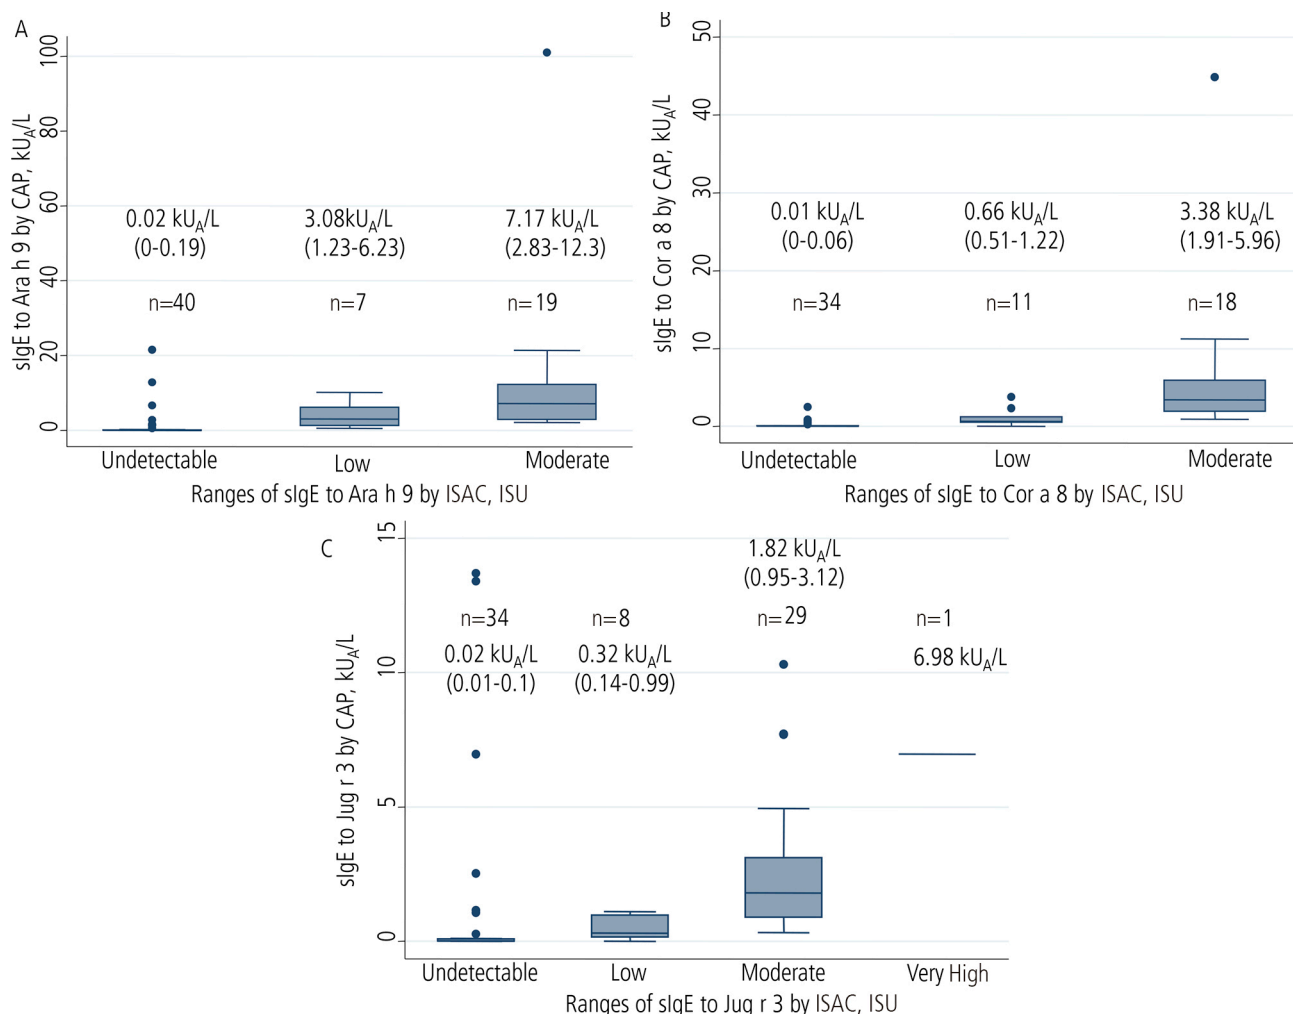 A
sIgE to Ara h 9 by CAP, kUA/L
100
80
60
40
20
0
0.02 kUA/L
(0-0.19)
n=40
3.08kUA/L
(1.23-6.23)
n=7
7.17 kUA/L
(2.83-12.3)
n=19
Undetectable
Low
Moderate
Ranges of sIgE to Ara h 9 by ISAC, ISU
B
sIgE to Cor a 8 by CAP, kUA/L
50
40
30
20
10
0
0.01 kUA/L
(0-0.06)
n=34
0.66 kUA/L
(0.51-1.22)
n=11
3.38 kUA/L
(1.91-5.96)
n=18
Undetectable
Low
Moderate
Ranges of sIgE to Cor a 8 by ISAC, ISU
C
sIgE to Jug r 3 by CAP, kUA/L
15
10
5
0
n=34
0.02 kUA/L
(0.01-0.1)
n=8
0.32 kUA/L
(0.14-0.99)
1.82 kUA/L
(0.95-3.12)
n=29
n=1
6.98 kUA/L
Undetectable
Low
Moderate
Very High
Ranges of sIgE to Jug r 3 by ISAC, ISU